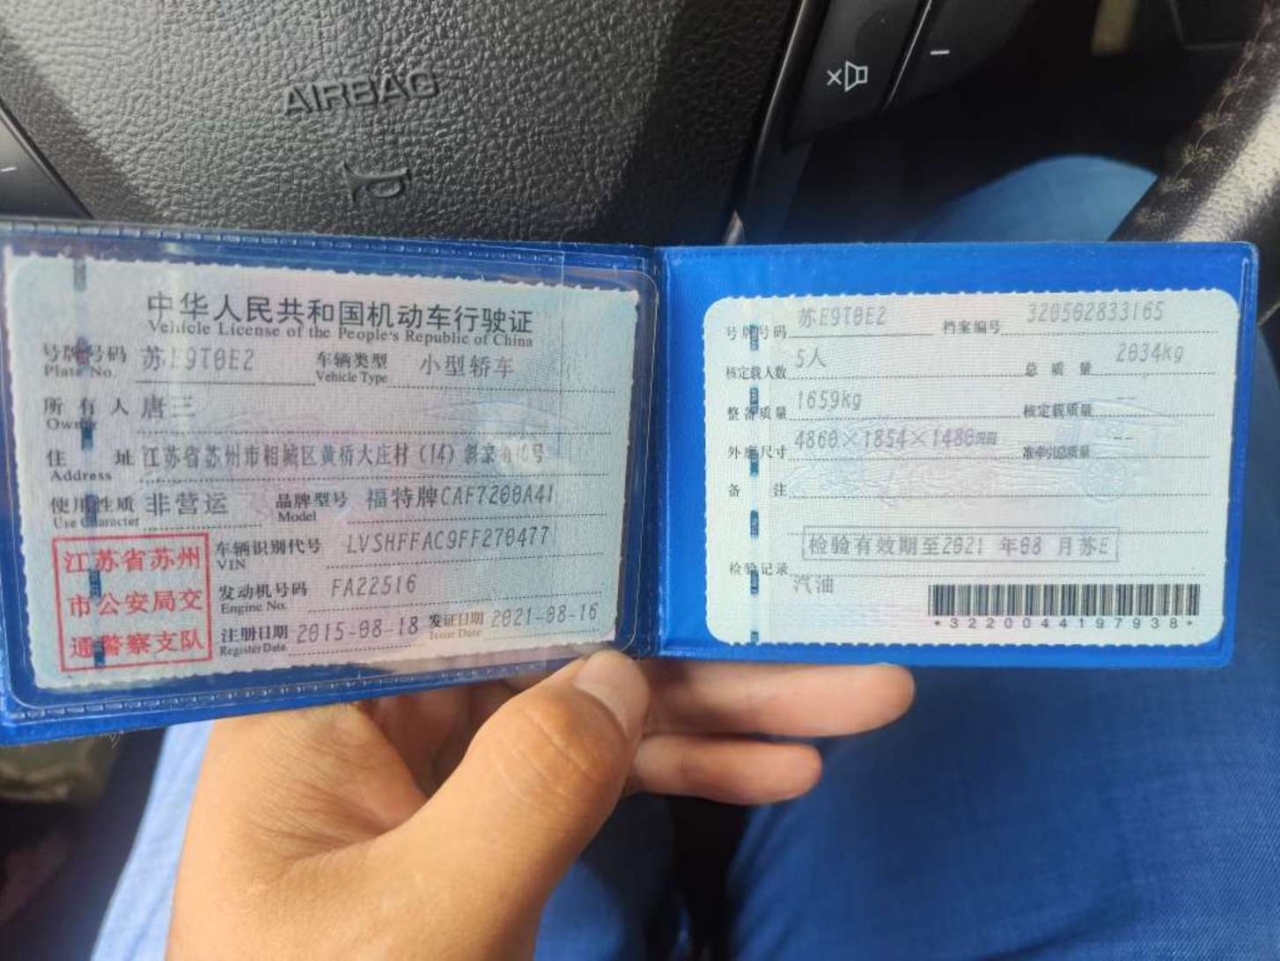 AIRBAG
中华人民共和国机动车行驶证
Vehicle License of the People's Republic of China
号牌号码 苏E9T0E2 车辆类型 小型轿车
Plate No. Vehicle Type
所有人 唐三
Owner
住址 江苏省苏州市相城区黄桥大庄村(14)
Address
使用性质 非营运 品牌型号 福特牌CAF7200A41
Use Character Model
江苏省苏州
市公安局交
通警察支队
车辆识别代号 LVSHFFAC9FF270477
VIN
发动机号码 FA22516
Engine No.
注册日期 2015-08-18 发证日期 2021-08-16
Register Date Issue Date
号牌号码 苏E9T0E2 档案编号 320502833165
核定载人数 5人 总质量 2034kg
整备质量 1659kg 核定载质量 --
外廓尺寸 4860×1854×1480mm 准牵引总质量 --
备注
检验有效期至2021 年08 月苏E
检验记录
汽油
*3220044197938*